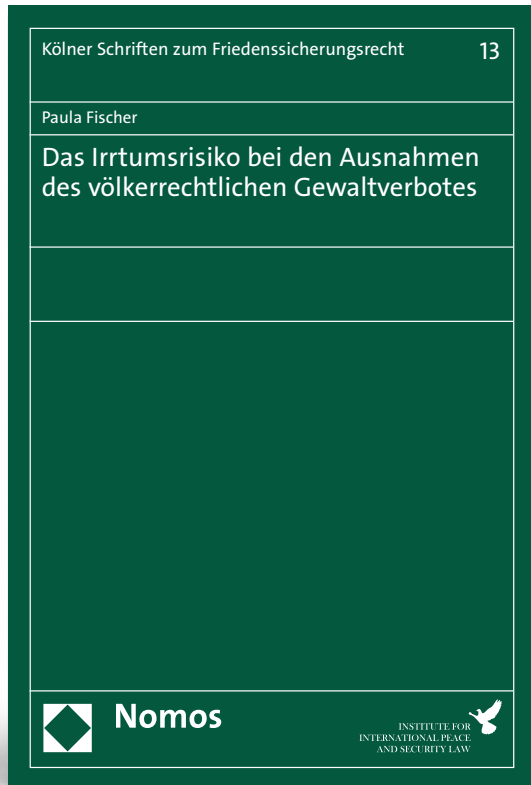 Kölner Schriften zum Friedenssicherungsrecht 13
Paula Fischer
Das Irrtumsrisiko bei den Ausnahmen
des völkerrechtlichen Gewaltverbotes
Nomos
INSTITUTE FOR
INTERNATIONAL PEACE
AND SECURITY LAW